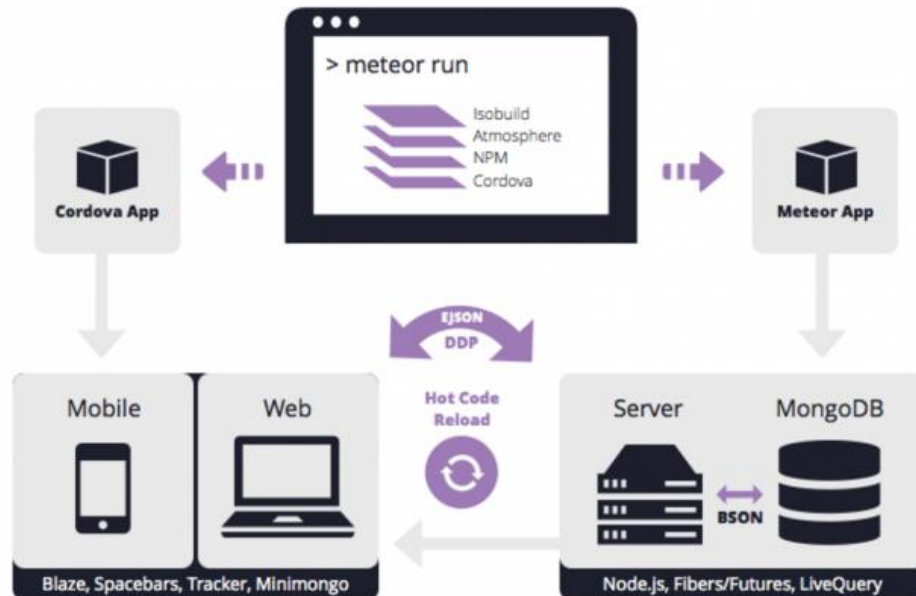 > meteor run
Isobuild
Atmosphere
NPM
Cordova
Cordova App
Meteor App
EJSON
DDP
Hot Code
Reload
Mobile
Web
Server
MongoDB
BSON
Blaze, Spacebars, Tracker, Minimongo
Node.js, Fibers/Futures, LiveQuery